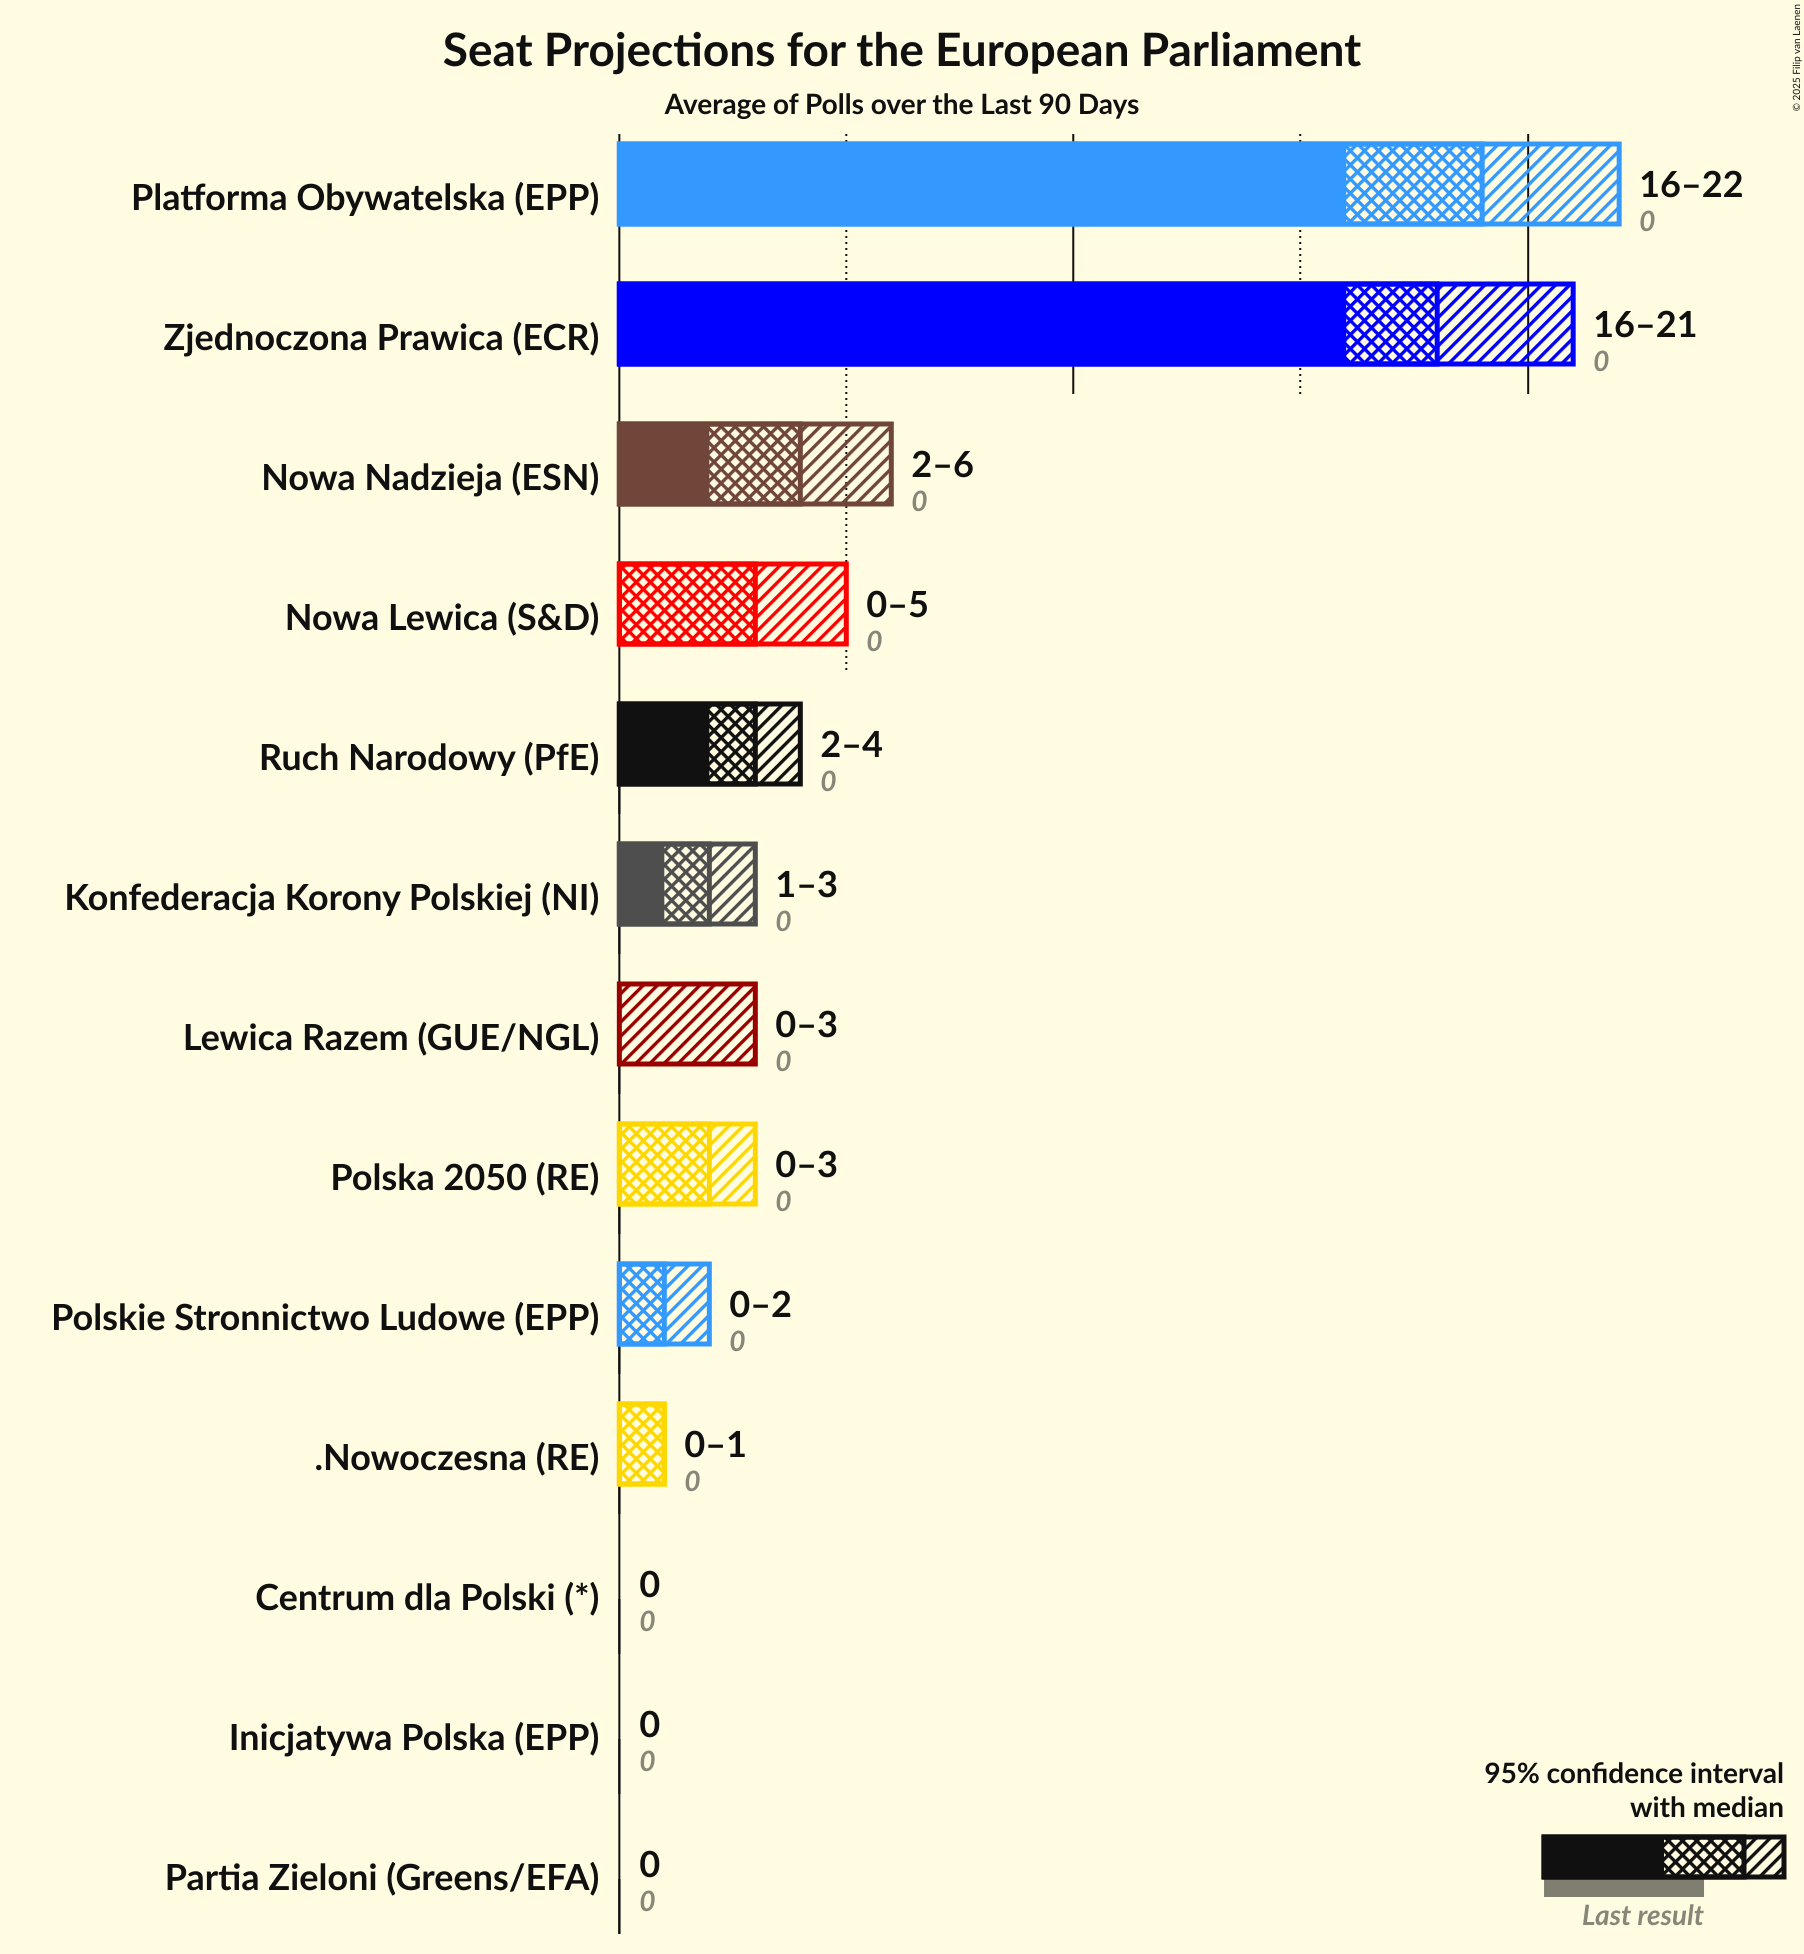 Seat Projections for the European Parliament
Average of Polls over the Last 90 Days
© 2025 Filip van Laenen
Platforma Obywatelska (EPP)
16–22
0
Zjednoczona Prawica (ECR)
16–21
0
Nowa Nadzieja (ESN)
2–6
0
Nowa Lewica (S&D)
0–5
0
Ruch Narodowy (PfE)
2–4
0
Konfederacja Korony Polskiej (NI)
1–3
0
Lewica Razem (GUE/NGL)
0–3
0
Polska 2050 (RE)
0–3
0
Polskie Stronnictwo Ludowe (EPP)
0–2
0
.Nowoczesna (RE)
0–1
0
Centrum dla Polski (*)
0
0
Inicjatywa Polska (EPP)
0
0
Partia Zieloni (Greens/EFA)
0
0
95% confidence interval
with median
Last result